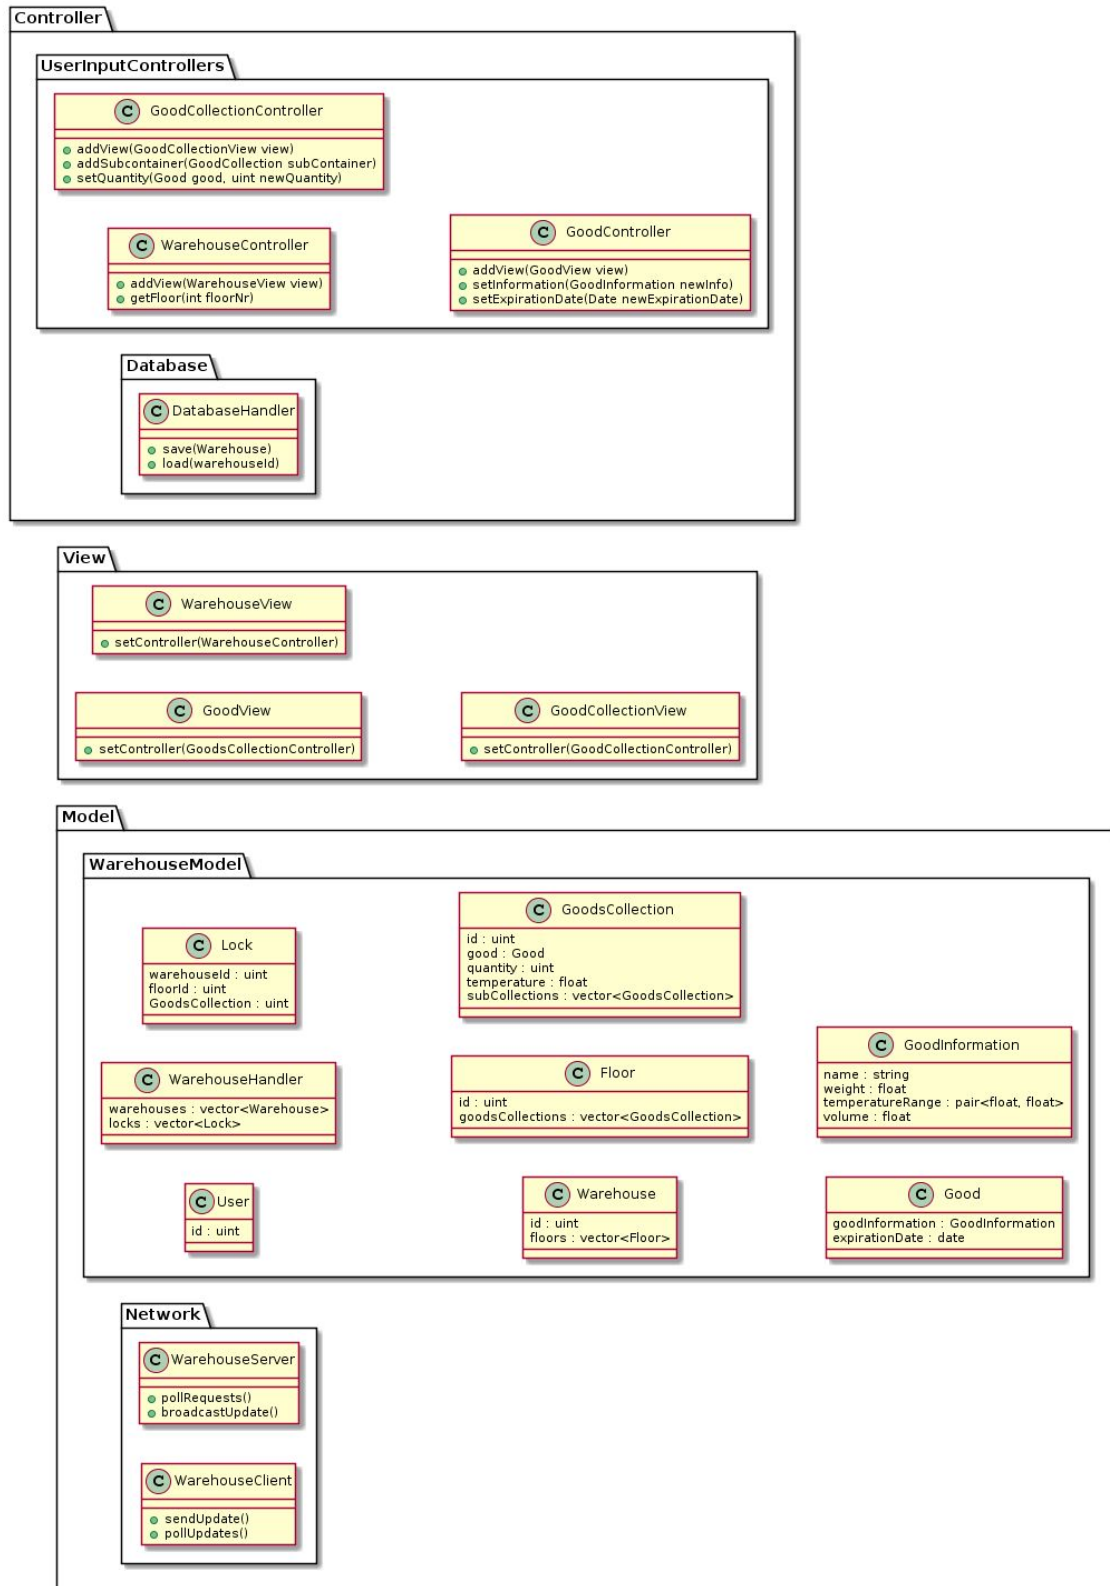 Controller
UserInputControllers
C GoodCollectionController
addView(GoodCollectionView view)
addSubcontainer(GoodCollection subContainer)
setQuantity(Good good, uint newQuantity)
C WarehouseController
addView(WarehouseView view)
getFloor(int floorNr)
C GoodController
addView(GoodView view)
setInformation(GoodInformation newInfo)
setExpirationDate(Date newExpirationDate)
Database
C DatabaseHandler
save(Warehouse)
load(warehouseId)
View
C WarehouseView
setController(WarehouseController)
C GoodView
setController(GoodsCollectionController)
C GoodCollectionView
setController(GoodCollectionController)
Model
WarehouseModel
C Lock
warehouseId : uint
floorId : uint
GoodsCollection : uint
C GoodsCollection
id : uint
good : Good
quantity : uint
temperature : float
subCollections : vector<GoodsCollection>
C WarehouseHandler
warehouses : vector<Warehouse>
locks : vector<Lock>
C Floor
id : uint
goodsCollections : vector<GoodsCollection>
C GoodInformation
name : string
weight : float
temperatureRange : pair<float, float>
volume : float
C User
id : uint
C Warehouse
id : uint
floors : vector<Floor>
C Good
goodInformation : GoodInformation
expirationDate : date
Network
C WarehouseServer
pollRequests()
broadcastUpdate()
C WarehouseClient
sendUpdate()
pollUpdates()